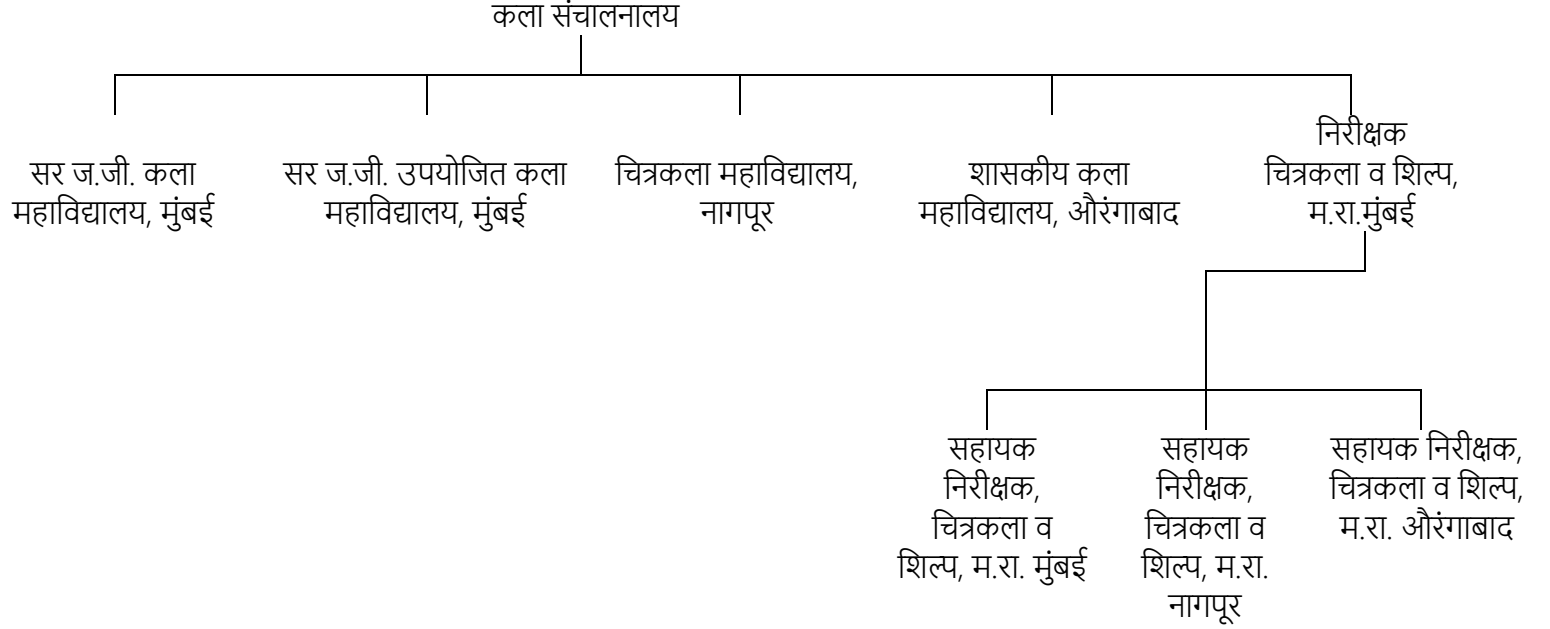 कला संचालनालय
सर ज.जी. कला
महाविद्यालय, मुंबई
सर ज.जी. उपयोजित कला
महाविद्यालय, मुंबई
चित्रकला महाविद्यालय,
नागपूर
शासकीय कला
महाविद्यालय, औरंगाबाद
निरीक्षक
चित्रकला व शिल्प,
म.रा.मुंबई
सहायक
निरीक्षक,
चित्रकला व
शिल्प, म.रा. मुंबई
सहायक
निरीक्षक,
चित्रकला व
शिल्प, म.रा.
नागपूर
सहायक निरीक्षक,
चित्रकला व शिल्प,
म.रा. औरंगाबाद